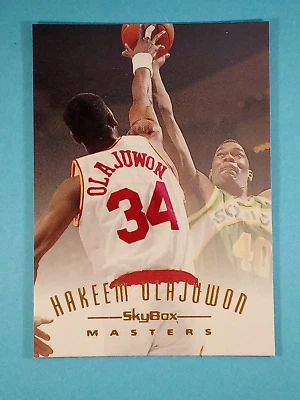 OLAJUWON
34
SONICS
40
HAKEEM OLAJUWON
SkyBox
MASTERS